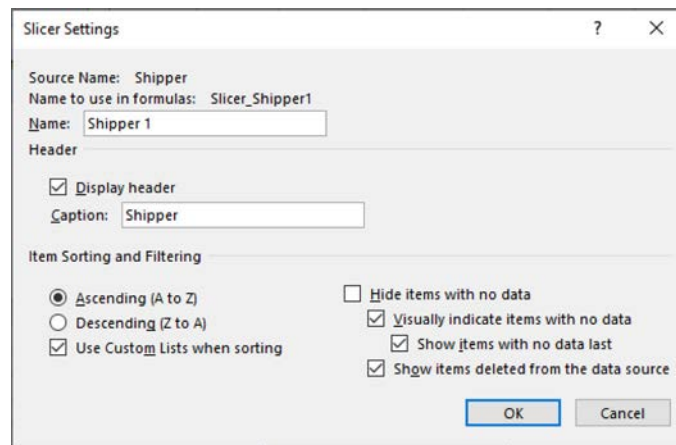 Slicer Settings
Source Name: Shipper
Name to use in formulas: Slicer_Shipper1
Name: Shipper 1
Header
Display header
Caption: Shipper
Item Sorting and Filtering
Ascending (A to Z)
Descending (Z to A)
Use Custom Lists when sorting
Hide items with no data
Visually indicate items with no data
Show items with no data last
Show items deleted from the data source
OK
Cancel